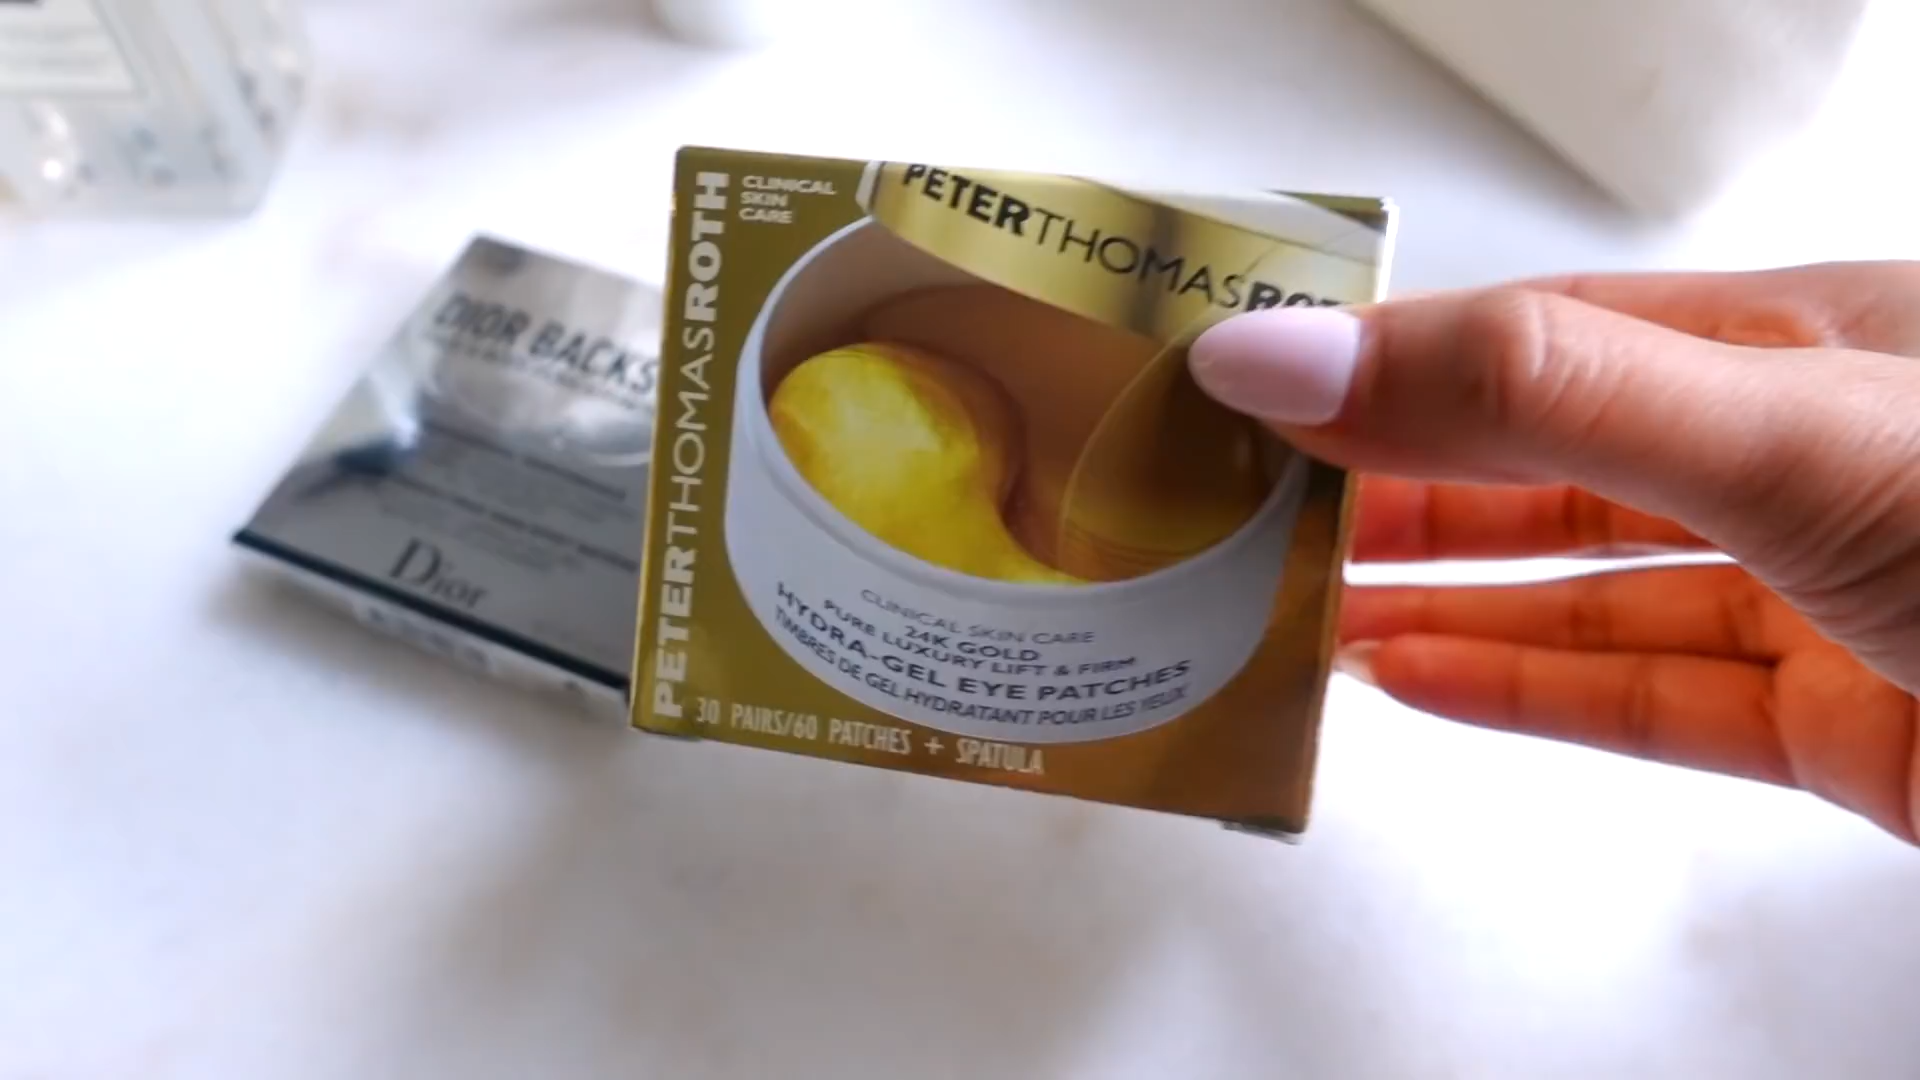 PETERTHOMASROTH
CLINICAL
SKIN
CARE
PETERTHOMASROT
CLINICAL SKIN CARE
24K GOLD
PURE LUXURY LIFT & FIRM
HYDRA-GEL EYE PATCHES
TIMBRES DE GEL HYDRATANT POUR LES YEUX
30 PAIRS/60 PATCHES + SPATULA
DIOR BACKS
Dior